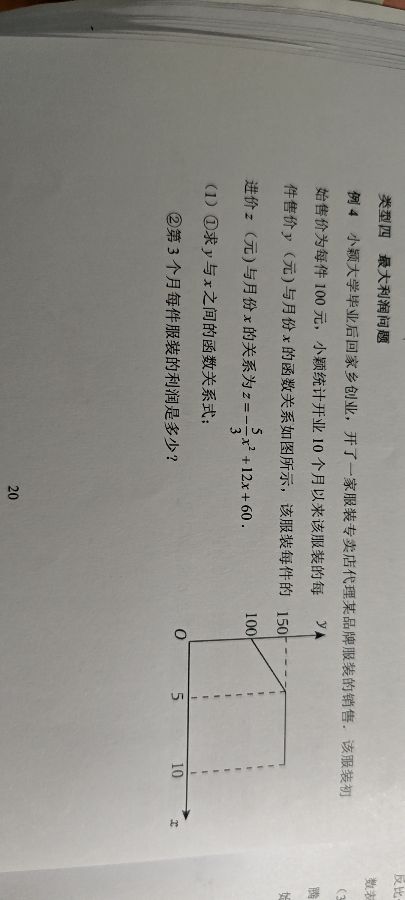 类型四 最大利润问题
例 4 小颖大学毕业后回家乡创业，开了一家服装专卖店代理某品牌服装的销售．该服装初
始售价为每件 100 元，小颖统计开业 10 个月以来该服装的每
件售价 y（元)与月份 x 的函数关系如图所示，该服装每件的
进价 z（元)与月份 x 的关系为 z=-5/3x²+12x+60．
(1) ①求 y 与 x 之间的函数关系式；
②第 3 个月每件服装的利润是多少？
y
150
100
O
5
10
x
20
反比
数表
(3
腾